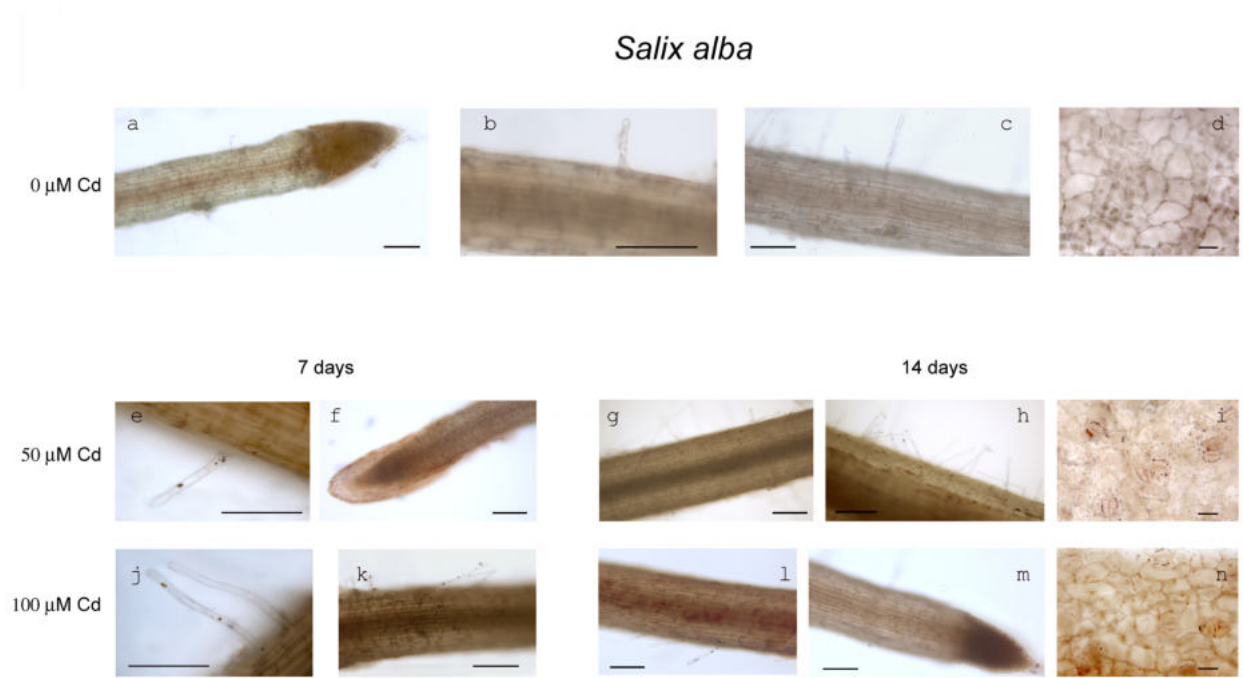 Salix alba
a b c d
0 μM Cd
7 days 14 days
e f g h i
50 μM Cd
j k l m n
100 μM Cd